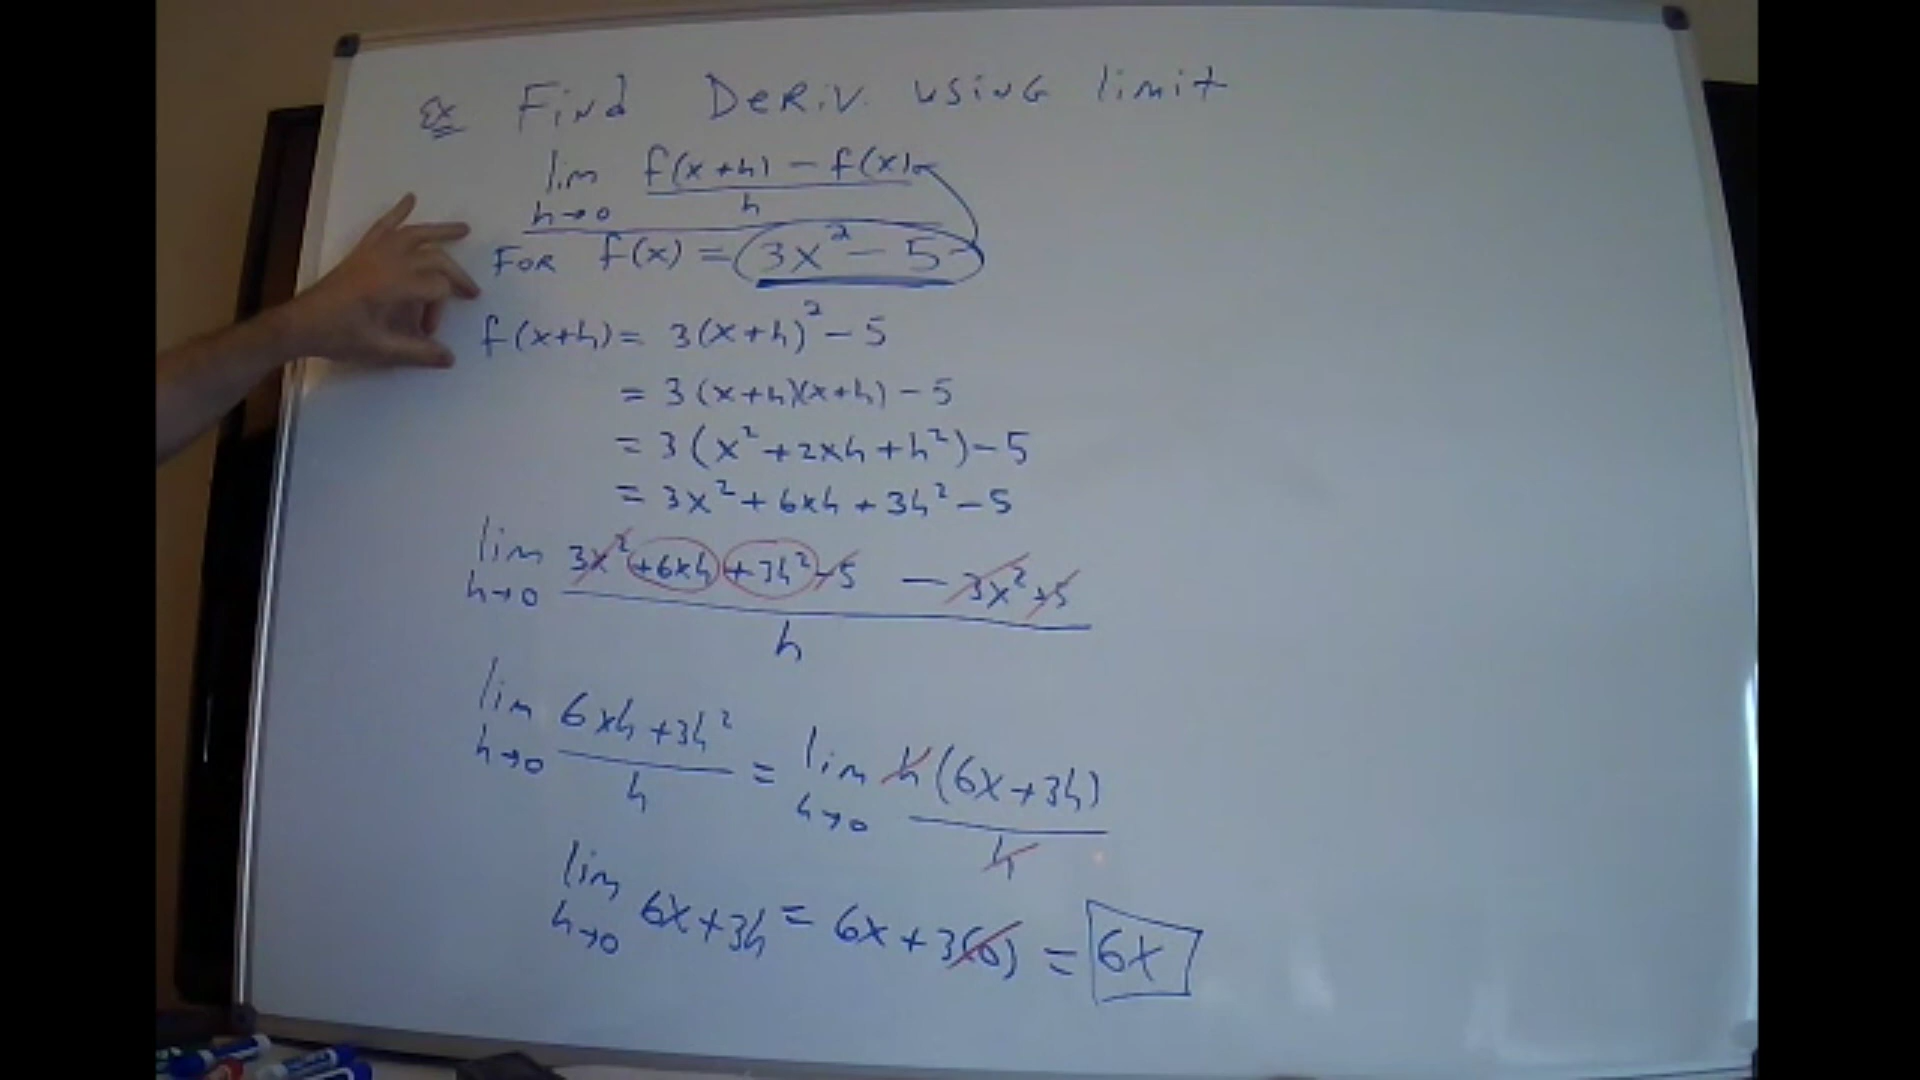 Ex Find Deriv. using limit
lim f(x+h) - f(x)
h→0 h
For f(x) = 3x² - 5
f(x+h) = 3(x+h)² - 5
= 3(x+h)(x+h) - 5
= 3(x² + 2xh + h²) - 5
= 3x² + 6xh + 3h² - 5
lim 3x² + 6xh + 3h² - 5 - 3x² + 5
h→0 h
lim 6xh + 3h² = lim h(6x + 3h)
h→0 h h→0 h
lim 6x + 3h = 6x + 3(0) = 6x
h→0